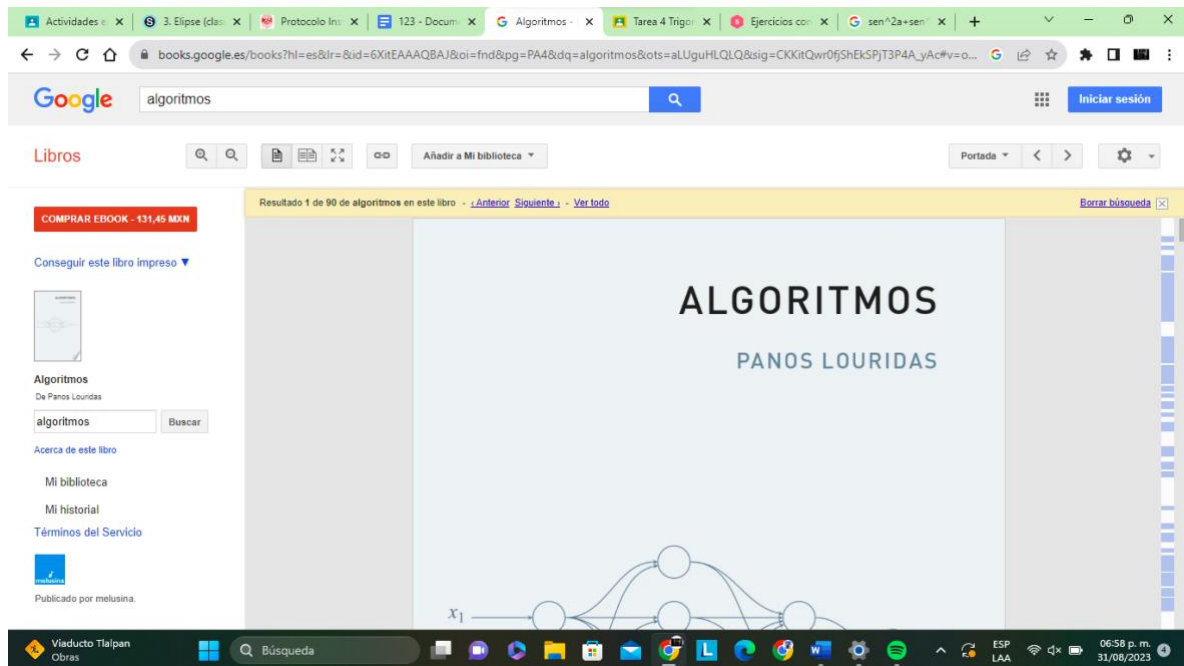 Actividades e
3. Elipse (clas
Protocolo Ins
123 - Docum
Algoritmos -
Tarea 4 Trigor
Ejercicios con
sen^2a+sen^
books.google.es/books?hl=es&lr=&id=6XitEAAAQBAJ&oi=fnd&pg=PA4&dq=algoritmos&ots=aLUguHLQLQ&sig=CKKitQwr0fjShEkSPjT3P4A_yAc#v=o...
Google
algoritmos
Iniciar sesión
Libros
Añadir a Mi biblioteca
Portada
COMPRAR EBOOK - 131,45 MXN
Resultado 1 de 90 de algoritmos en este libro - ‹ Anterior Siguiente › - Ver todo
Borrar búsqueda
Conseguir este libro impreso ▼
Algoritmos
De Panos Louridas
algoritmos
Buscar
Acerca de este libro
Mi biblioteca
Mi historial
Términos del Servicio
melusina
Publicado por melusina.
ALGORITMOS
PANOS LOURIDAS
x1
Viaducto Tlalpan
Obras
Búsqueda
L
ESP
LAA
06:58 p. m.
31/08/2023
4